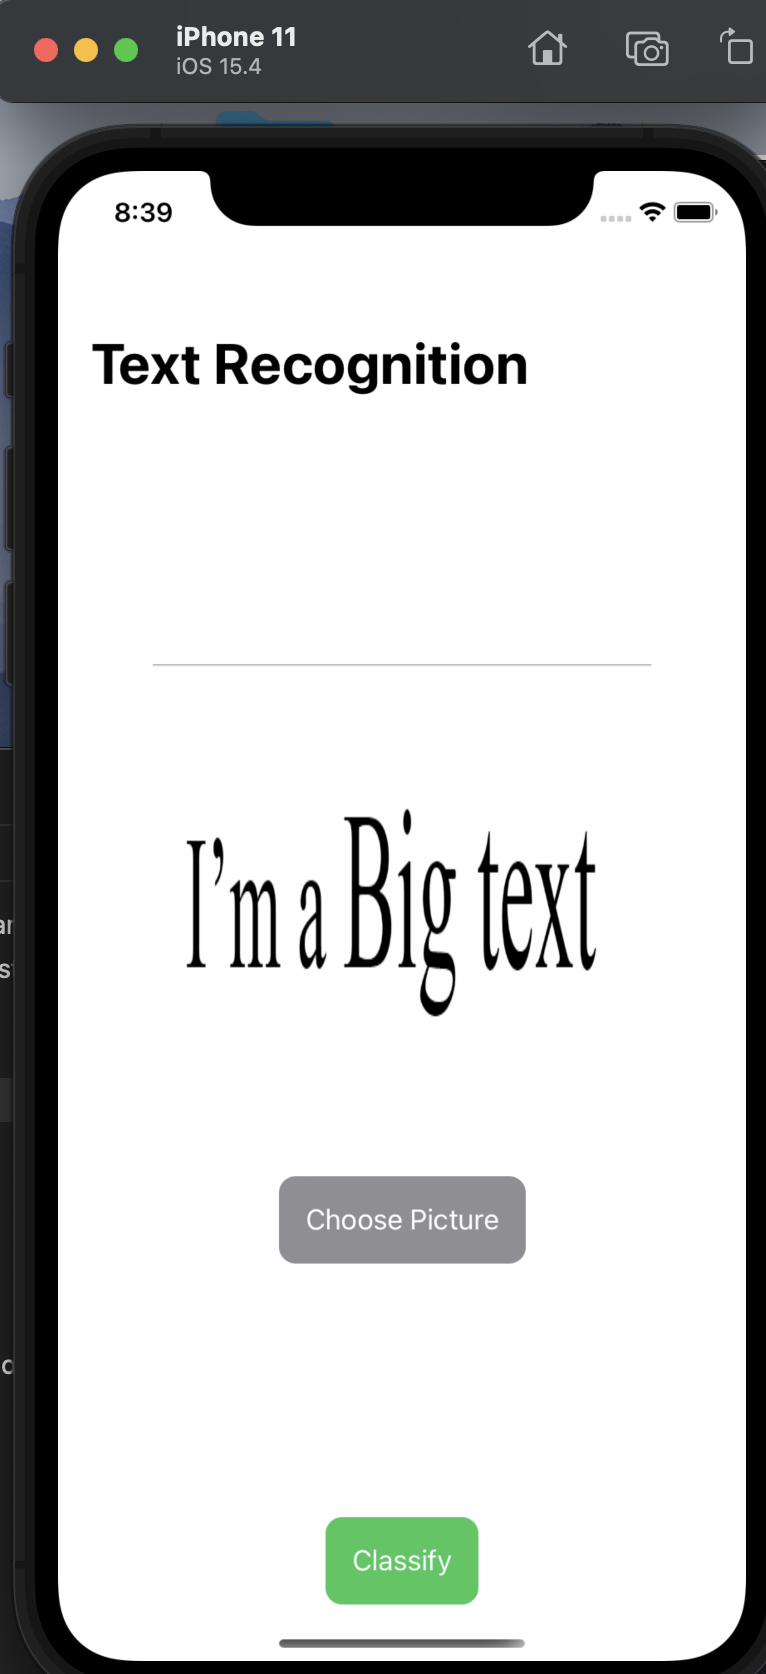 iPhone 11
iOS 15.4
8:39
Text Recognition
I’m a Big text
Choose Picture
Classify